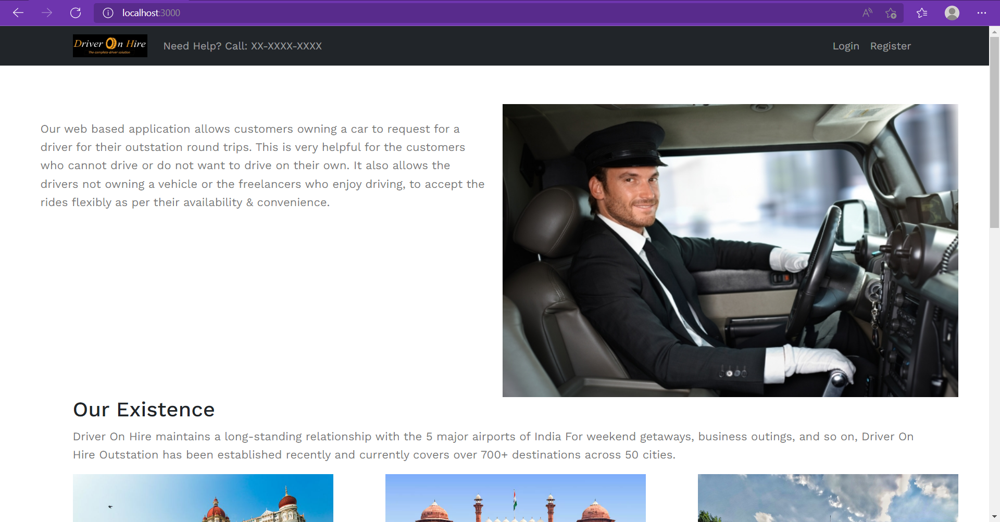 localhost:3000
Driver On Hire
The complete driver solution
Need Help? Call: XX-XXXX-XXXX
Login Register
Our web based application allows customers owning a car to request for a
driver for their outstation round trips. This is very helpful for the customers
who cannot drive or do not want to drive on their own. It also allows the
drivers not owning a vehicle or the freelancers who enjoy driving, to accept the
rides flexibly as per their availability & convenience.
Our Existence
Driver On Hire maintains a long-standing relationship with the 5 major airports of India For weekend getaways, business outings, and so on, Driver On
Hire Outstation has been established recently and currently covers over 700+ destinations across 50 cities.